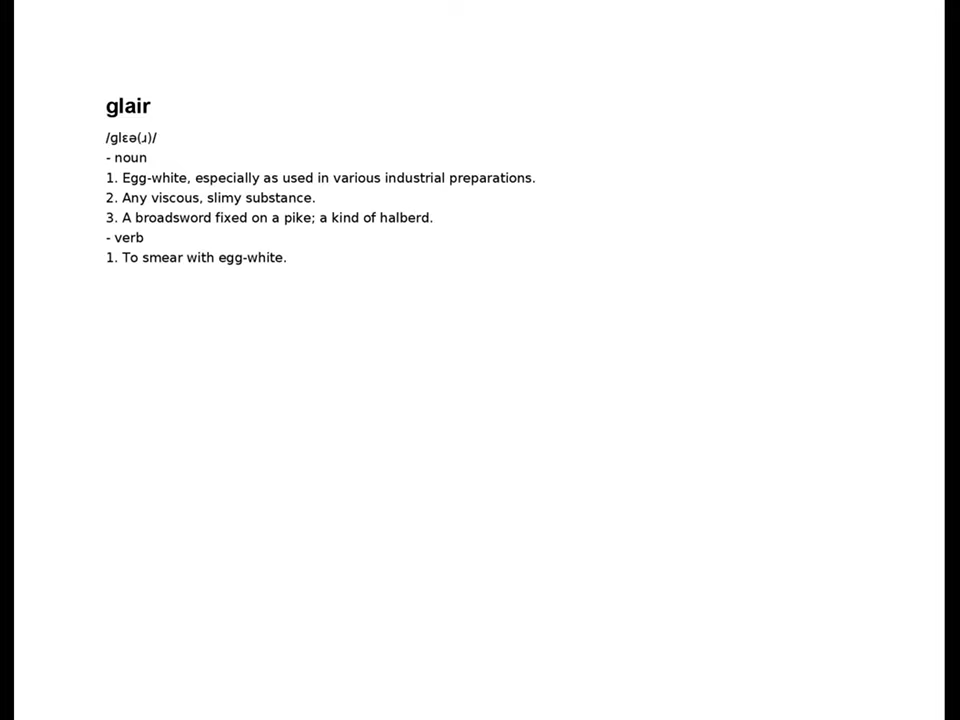 glair
/ɡlɛə(ɹ)/
- noun
1. Egg-white, especially as used in various industrial preparations.
2. Any viscous, slimy substance.
3. A broadsword fixed on a pike; a kind of halberd.
- verb
1. To smear with egg-white.